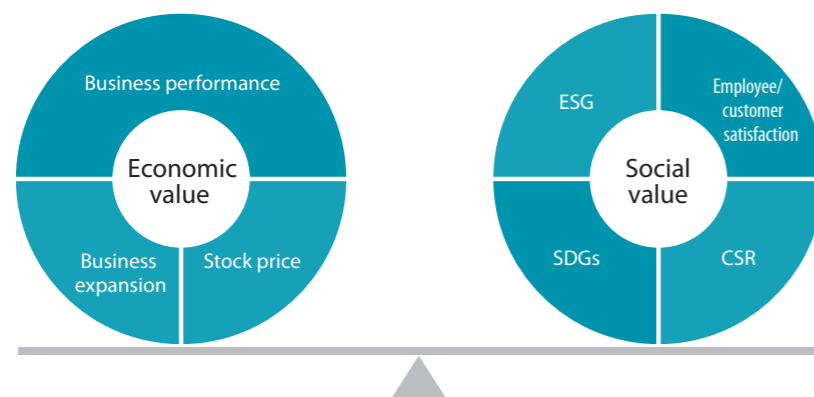 Business performance
Economic
value
Business
expansion
Stock price
ESG
Employee/
customer
satisfaction
Social
value
SDGs
CSR